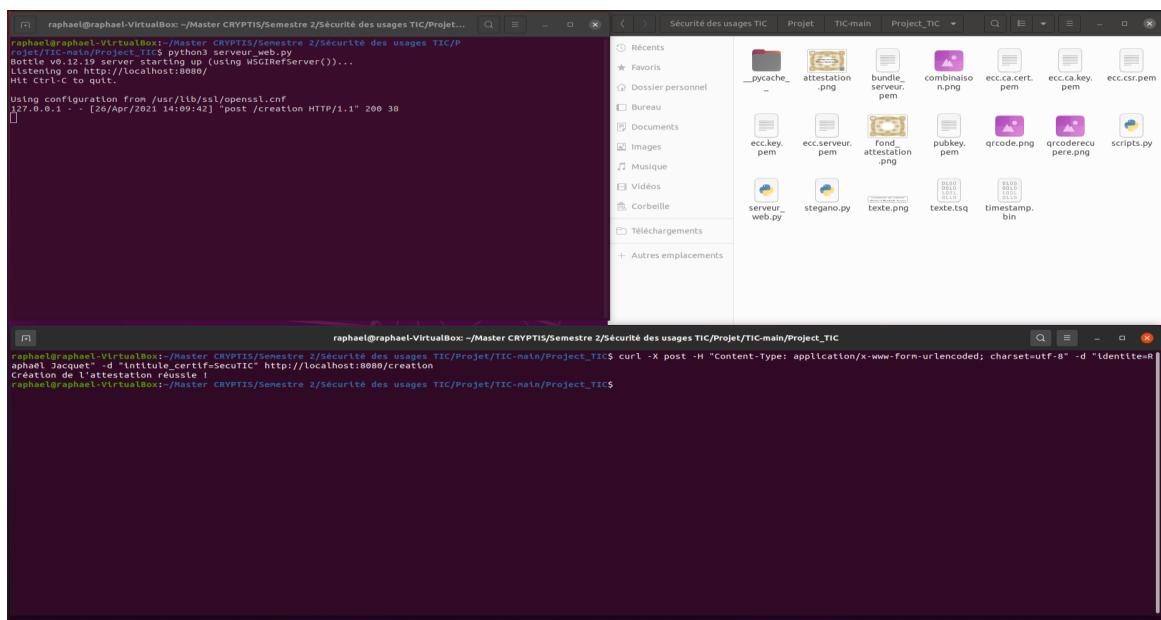 raphael@raphael-VirtualBox: ~/Master CRYPTIS/Semestre 2/Sécurité des usages TIC/Projet...
raphael@raphael-VirtualBox:~/Master CRYPTIS/Semestre 2/Sécurité des usages TIC/P
rojet/TIC-main/Project_TIC$ python3 serveur_web.py
Bottle v0.12.19 server starting up (using WSGIRefServer())...
Listening on http://localhost:8080/
Hit Ctrl-C to quit.
Using configuration from /usr/lib/ssl/openssl.cnf
127.0.0.1 - - [26/Apr/2021 14:09:42] "post /creation HTTP/1.1" 200 38
Sécurité des usages TIC Projet TIC-main Project_TIC
Récents
Favoris
Dossier personnel
Bureau
Documents
Images
Musique
Vidéos
Corbeille
Téléchargements
+ Autres emplacements
__pycache_ attestation bundle_ combinaiso ecc.ca.cert. ecc.ca.key. ecc.csr.pem
_ .png serveur. n.png pem pem
pem
ecc.key. ecc.serveur. fond_ pubkey. qrcode.png qrcoderecu scripts.py
pem pem attestation pem pere.png
.png
serveur_ stegano.py texte.png texte.tsq timestamp.
web.py bin
raphael@raphael-VirtualBox: ~/Master CRYPTIS/Semestre 2/Sécurité des usages TIC/Projet/TIC-main/Project_TIC
raphael@raphael-VirtualBox:~/Master CRYPTIS/Semestre 2/Sécurité des usages TIC/Projet/TIC-main/Project_TIC$ curl -X post -H "Content-Type: application/x-www-form-urlencoded; charset=utf-8" -d "identite=R
aphaël Jacquet" -d "intitule_certif=SecuTIC" http://localhost:8080/creation
Création de l'attestation réussie !
raphael@raphael-VirtualBox:~/Master CRYPTIS/Semestre 2/Sécurité des usages TIC/Projet/TIC-main/Project_TIC$